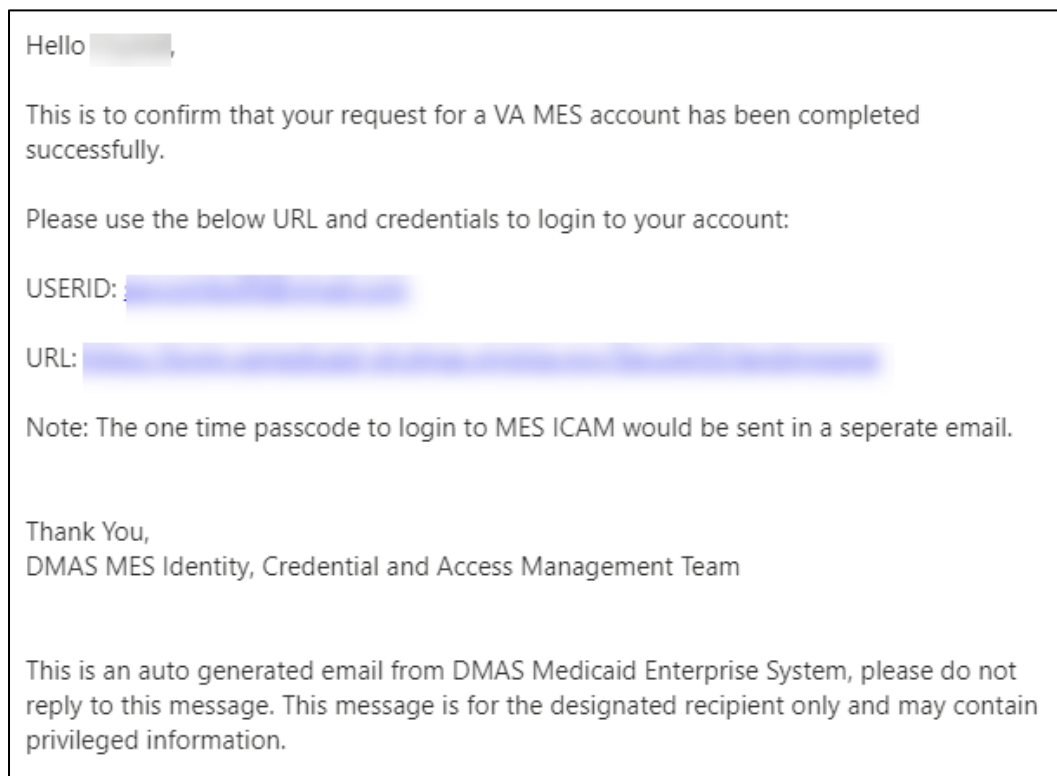 Hello ,
This is to confirm that your request for a VA MES account has been completed
successfully.
Please use the below URL and credentials to login to your account:
USERID:
URL:
Note: The one time passcode to login to MES ICAM would be sent in a seperate email.
Thank You,
DMAS MES Identity, Credential and Access Management Team
This is an auto generated email from DMAS Medicaid Enterprise System, please do not
reply to this message. This message is for the designated recipient only and may contain
privileged information.